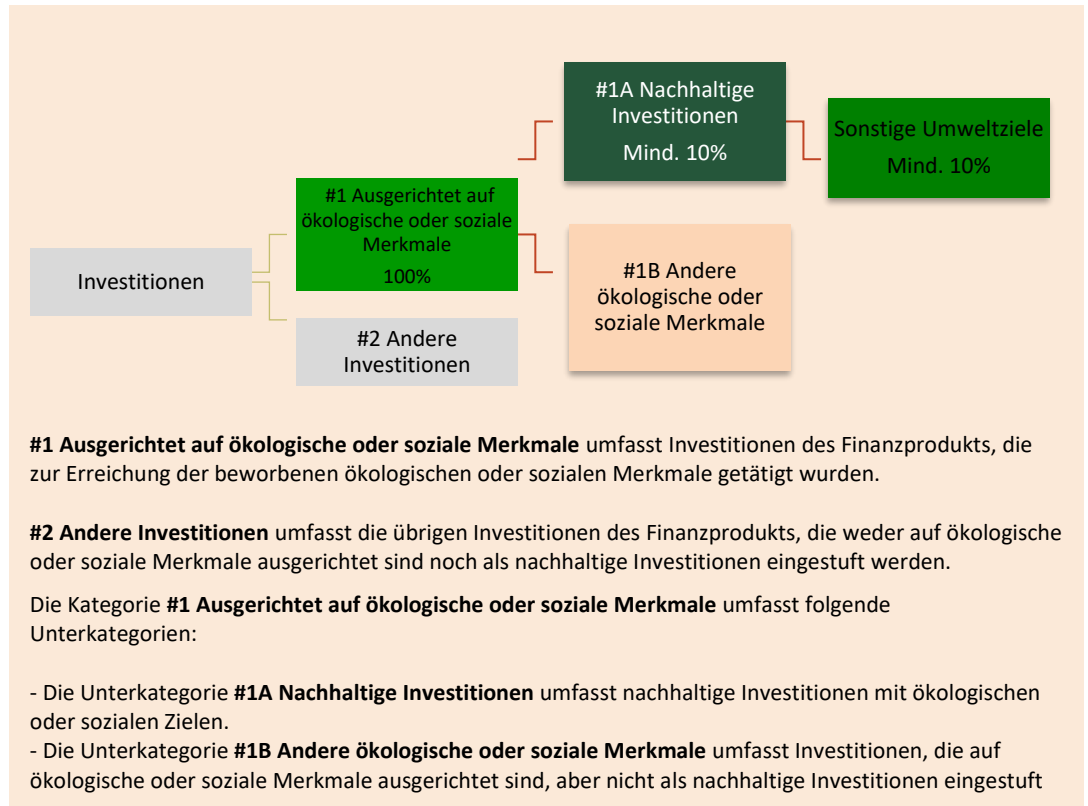 #1A Nachhaltige
Investitionen
Mind. 10%
Sonstige Umweltziele
Mind. 10%
#1 Ausgerichtet auf
ökologische oder soziale
Merkmale
100%
Investitionen
#1B Andere
ökologische oder
soziale Merkmale
#2 Andere
Investitionen
#1 Ausgerichtet auf ökologische oder soziale Merkmale umfasst Investitionen des Finanzprodukts, die
zur Erreichung der beworbenen ökologischen oder sozialen Merkmale getätigt wurden.
#2 Andere Investitionen umfasst die übrigen Investitionen des Finanzprodukts, die weder auf ökologische
oder soziale Merkmale ausgerichtet sind noch als nachhaltige Investitionen eingestuft werden.
Die Kategorie #1 Ausgerichtet auf ökologische oder soziale Merkmale umfasst folgende
Unterkategorien:
- Die Unterkategorie #1A Nachhaltige Investitionen umfasst nachhaltige Investitionen mit ökologischen
oder sozialen Zielen.
- Die Unterkategorie #1B Andere ökologische oder soziale Merkmale umfasst Investitionen, die auf
ökologische oder soziale Merkmale ausgerichtet sind, aber nicht als nachhaltige Investitionen eingestuft